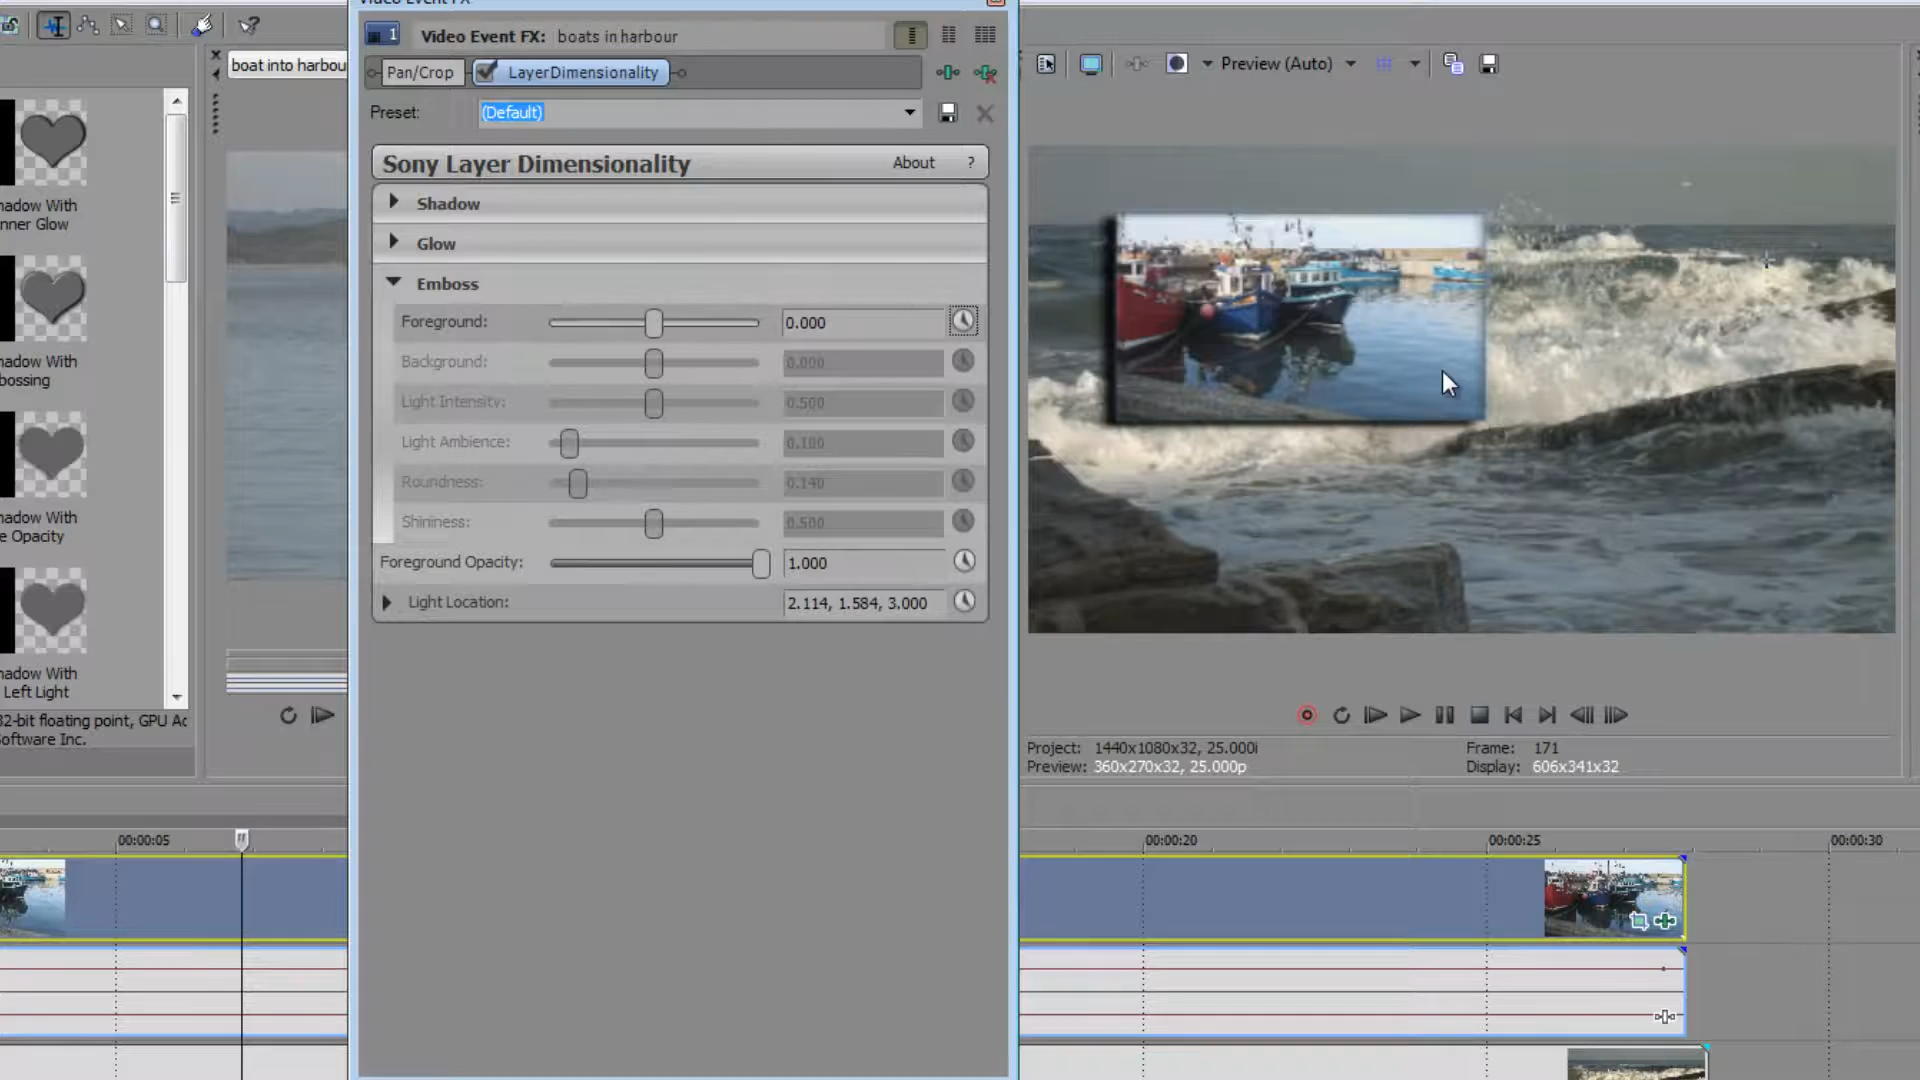 Video Event FX
1
Video Event FX: boats in harbour
Pan/Crop
LayerDimensionality
Preset:
(Default)
Sony Layer Dimensionality
About
?
Shadow
Glow
Emboss
Foreground:
0.000
Background:
0.000
Light Intensity:
0.500
Light Ambience:
0.100
Roundness:
0.140
Shininess:
0.500
Foreground Opacity:
1.000
Light Location:
2.114, 1.584, 3.000
boat into harbou
hadow With
nner Glow
hadow With
bossing
hadow With
e Opacity
hadow With
Left Light
32-bit floating point, GPU Ac
oftware Inc.
Preview (Auto)
Project: 1440x1080x32, 25.000i
Preview: 360x270x32, 25.000p
Frame: 171
Display: 606x341x32
00:00:05
00:00:20
00:00:25
00:00:30